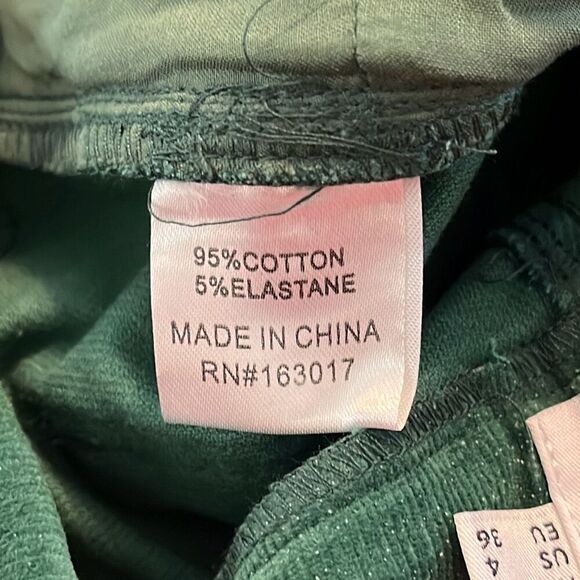 95%COTTON
5%ELASTANE
MADE IN CHINA
RN#163017
US 4
EU 36